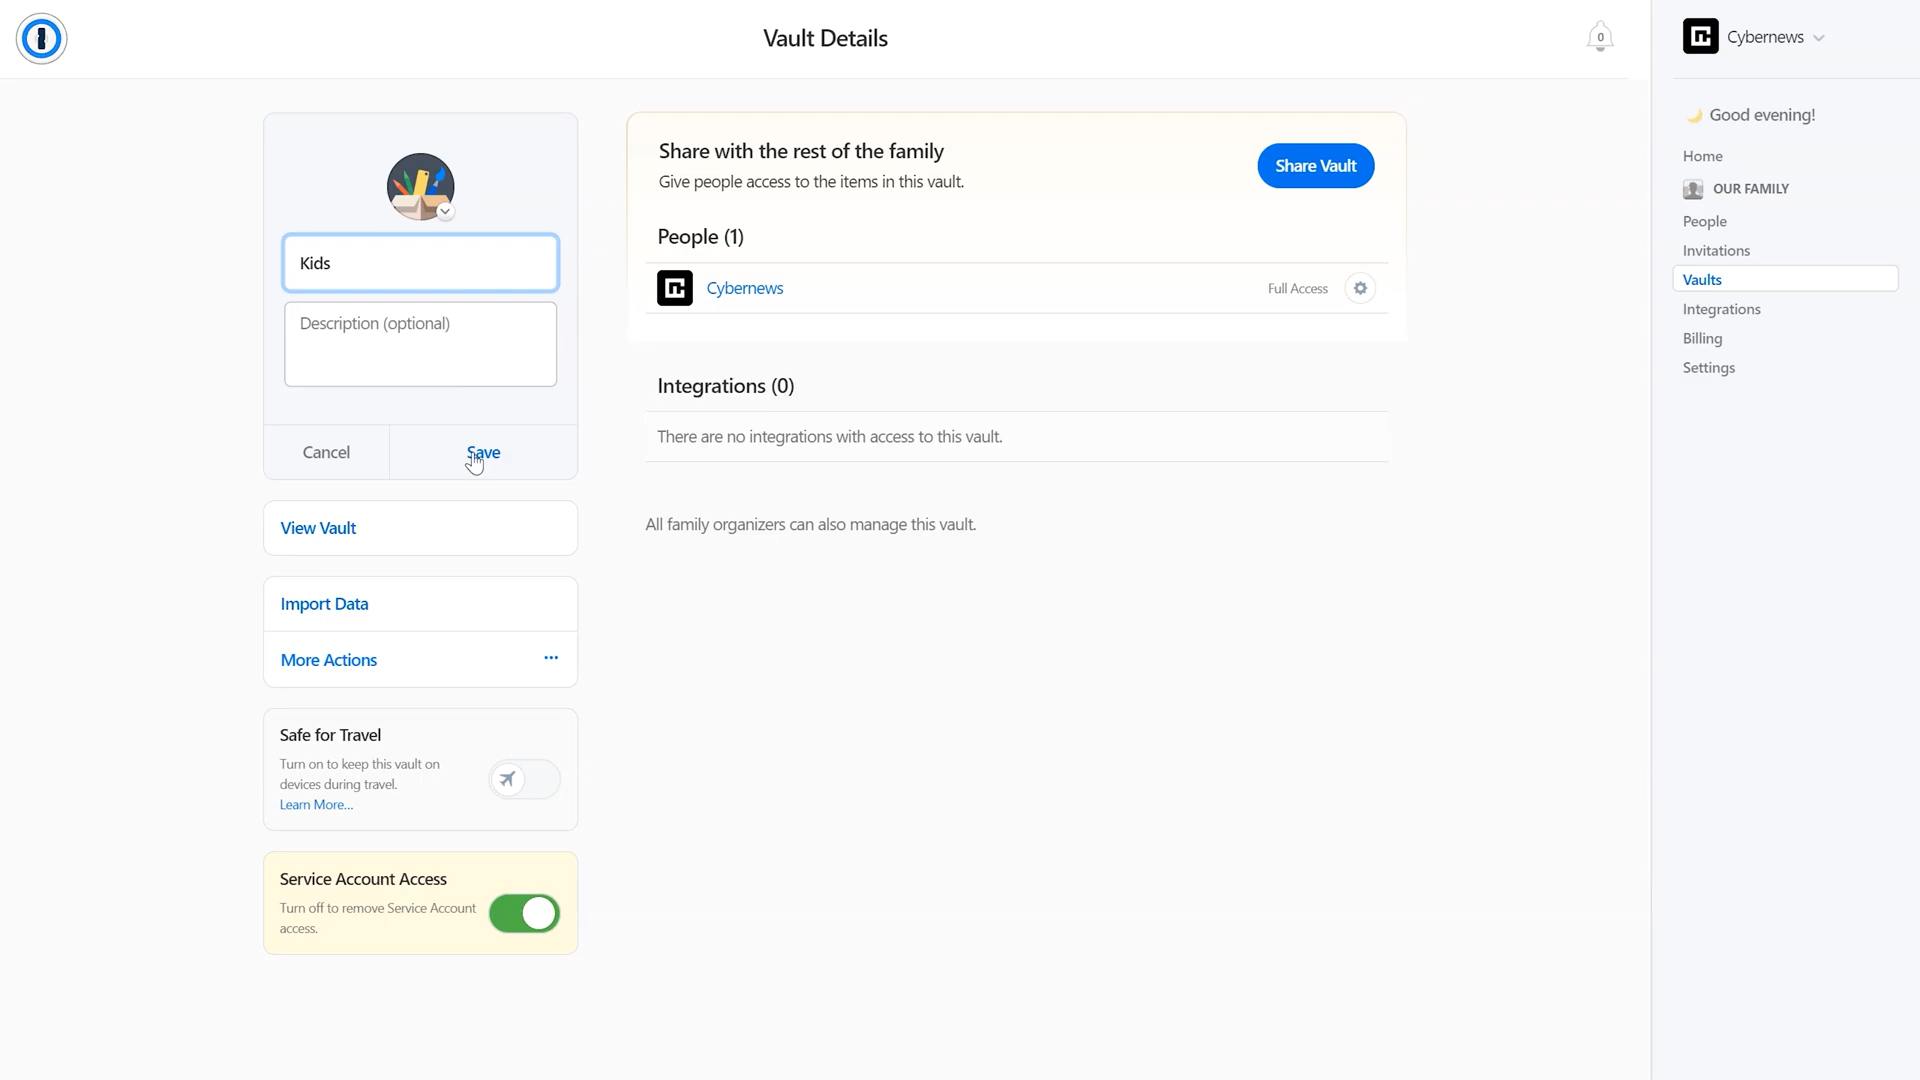 Vault Details
0
Cybernews
Kids
Description (optional)
Cancel
Save
View Vault
Import Data
More Actions
Safe for Travel
Turn on to keep this vault on
devices during travel.
Learn More...
Service Account Access
Turn off to remove Service Account
access.
Share with the rest of the family
Give people access to the items in this vault.
Share Vault
People (1)
Cybernews
Full Access
Integrations (0)
There are no integrations with access to this vault.
All family organizers can also manage this vault.
Good evening!
Home
OUR FAMILY
People
Invitations
Vaults
Integrations
Billing
Settings